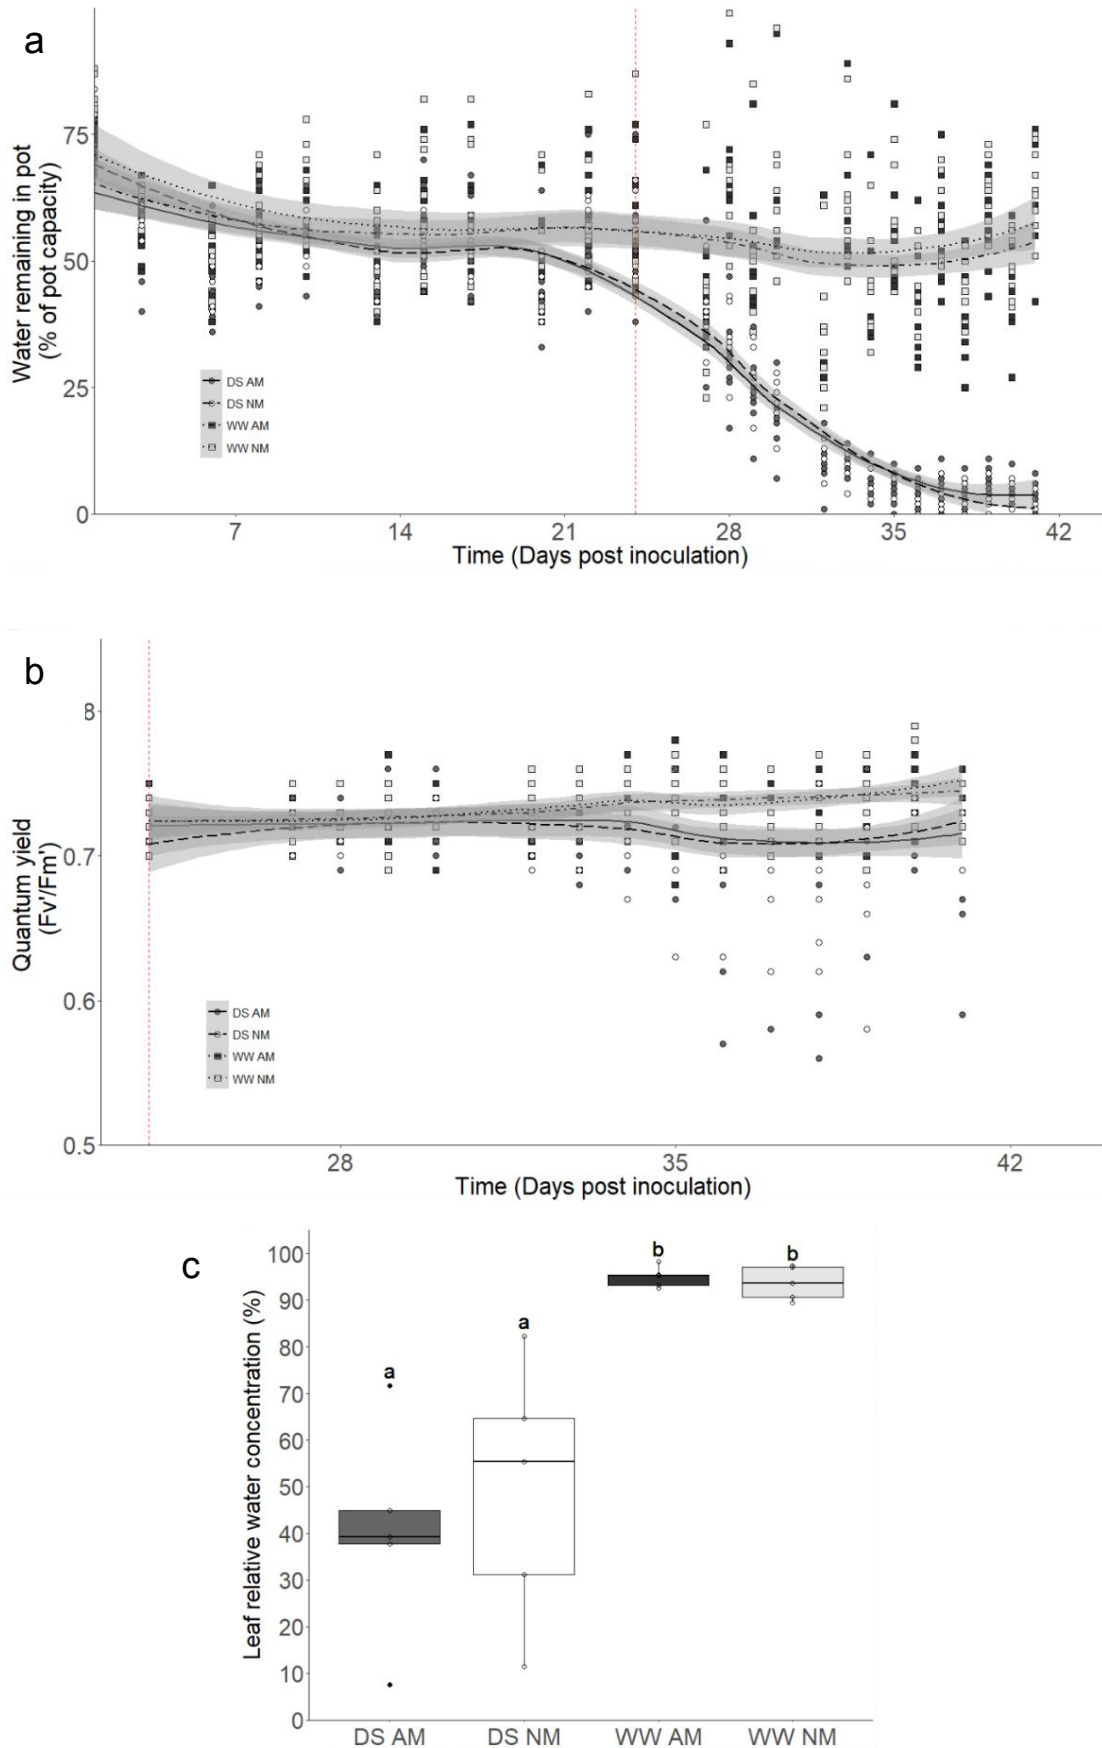 a
Water remaining in pot
(% of pot capacity)
75
50
25
0
DS AM
DS NM
WW AM
WW NM
7 14 21 28 35 42
Time (Days post inoculation)
b
Quantum yield
(Fv'/Fm')
8
0.7
0.6
0.5
DS AM
DS NM
WW AM
WW NM
28 35 42
Time (Days post inoculation)
c
Leaf relative water concentration (%)
100
90
80
70
60
50
40
30
20
10
0
a
a
b
b
DS AM DS NM WW AM WW NM